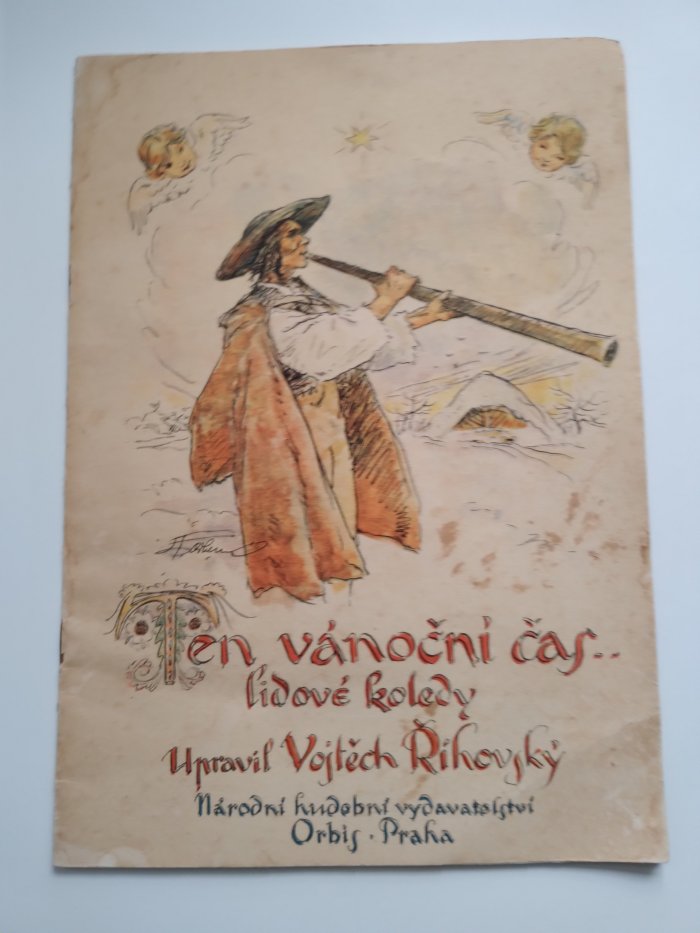 Ten vánoční čas..
lidové koledy
Upravil Vojtěch Říhovský
Národní hudební vydavatelství
Orbis · Praha